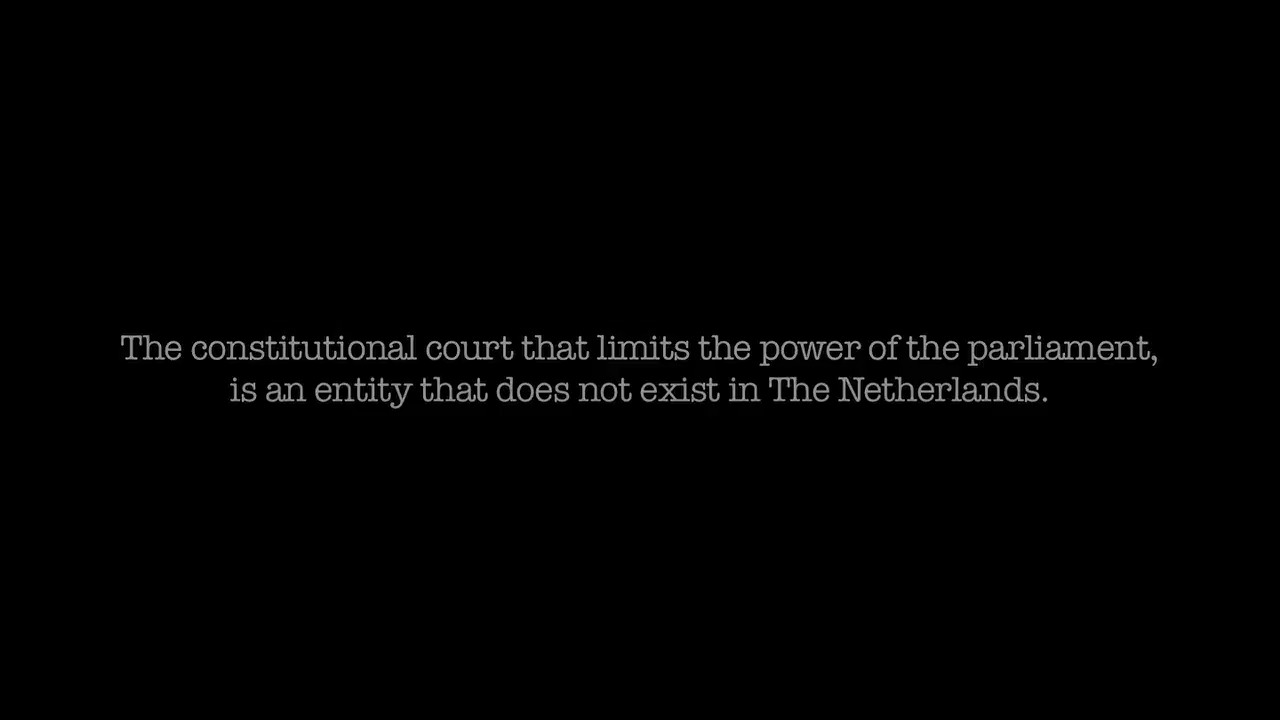 The constitutional court that limits the power of the parliament,
is an entity that does not exist in The Netherlands.